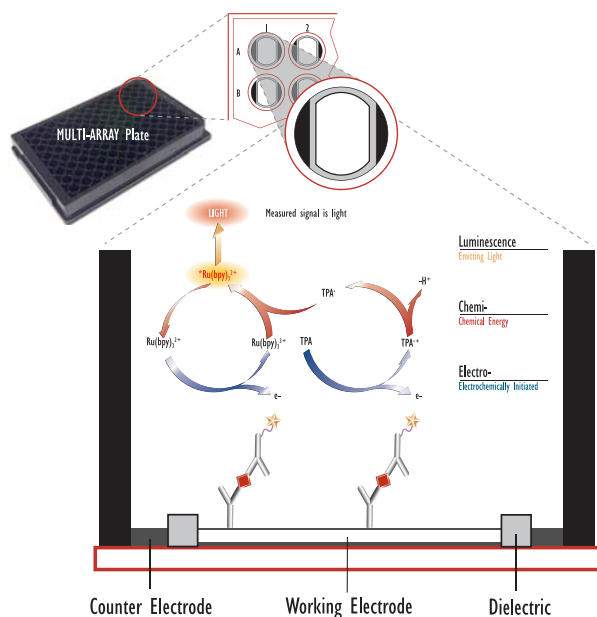 1 2
A
B
MULTI-ARRAY Plate
LIGHT
Measured signal is light
*Ru(bpy)₃²⁺
Luminescence
Emitting Light
TPA·
–H⁺
Chemi-
Chemical Energy
Ru(bpy)₃²⁺
Ru(bpy)₃³⁺
TPA
TPA·⁺
Electro-
Electrochemically Initiated
e–
e–
Counter Electrode
Working Electrode
Dielectric